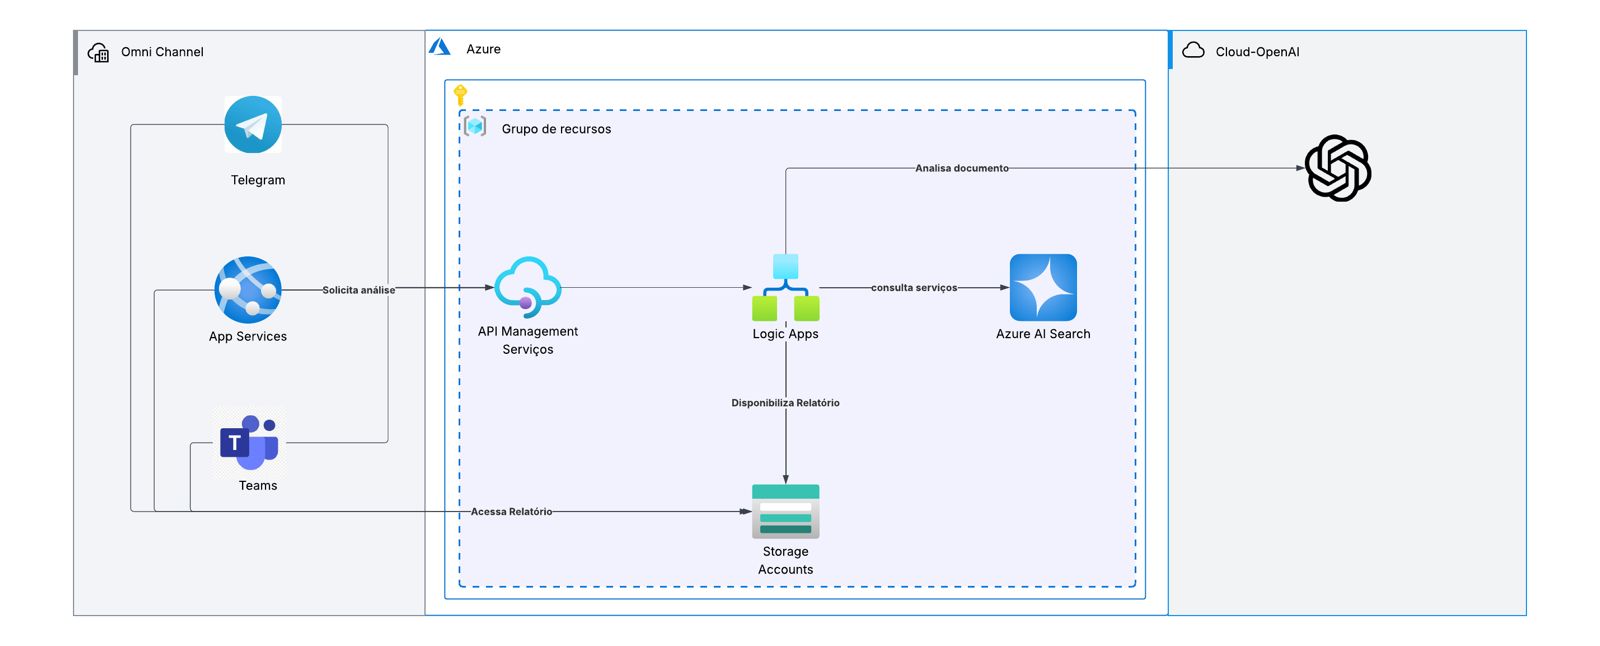 Omni Channel
Azure
Cloud-OpenAI
Grupo de recursos
Telegram
Analisa documento
Solicita análise
App Services
API Management
Serviços
Logic Apps
consulta serviços
Azure AI Search
Disponibiliza Relatório
T
Teams
Acessa Relatório
Storage
Accounts